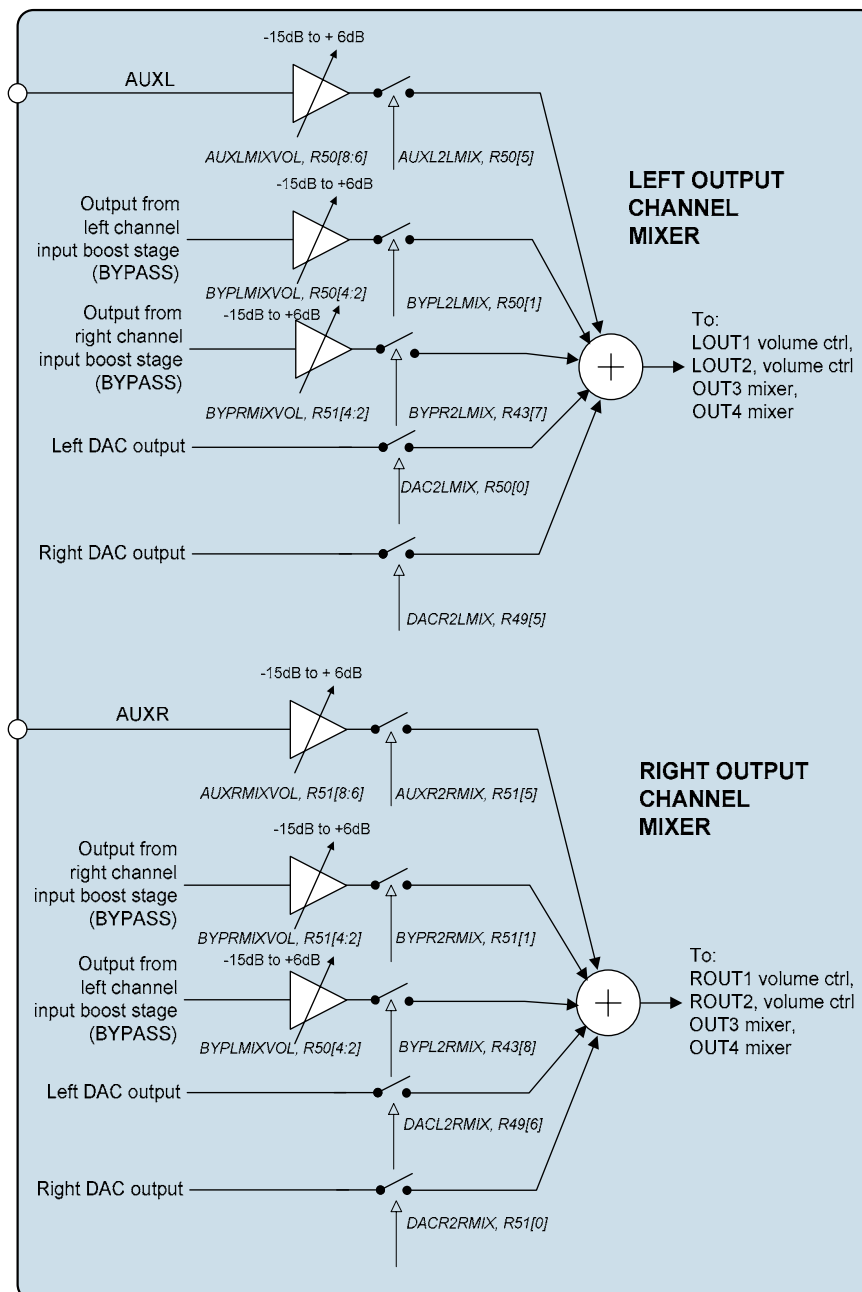 -15dB to + 6dB
AUXL
AUXLMIXVOL, R50[8:6]
AUXL2LMIX, R50[5]
LEFT OUTPUT
CHANNEL
MIXER
-15dB to +6dB
Output from
left channel
input boost stage
(BYPASS)
BYPLMIXVOL, R50[4:2]
BYPL2LMIX, R50[1]
-15dB to +6dB
Output from
right channel
input boost stage
(BYPASS)
To:
LOUT1 volume ctrl,
LOUT2, volume ctrl
OUT3 mixer,
OUT4 mixer
BYPRMIXVOL, R51[4:2]
BYPR2LMIX, R43[7]
Left DAC output
DAC2LMIX, R50[0]
Right DAC output
DACR2LMIX, R49[5]
-15dB to + 6dB
AUXR
AUXRMIXVOL, R51[8:6]
AUXR2RMIX, R51[5]
RIGHT OUTPUT
CHANNEL
MIXER
-15dB to +6dB
Output from
right channel
input boost stage
(BYPASS)
BYPRMIXVOL, R51[4:2]
BYPR2RMIX, R51[1]
-15dB to +6dB
Output from
left channel
input boost stage
(BYPASS)
To:
ROUT1 volume ctrl,
ROUT2, volume ctrl
OUT3 mixer,
OUT4 mixer
BYPLMIXVOL, R50[4:2]
BYPL2RMIX, R43[8]
Left DAC output
DACL2RMIX, R49[6]
Right DAC output
DACR2RMIX, R51[0]